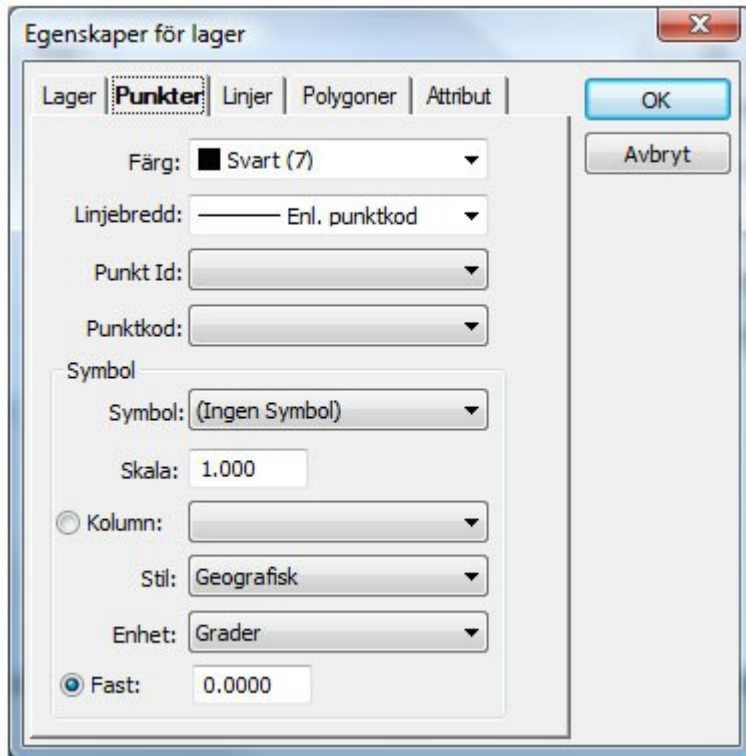 Egenskaper för lager
Lager Punkter Linjer Polygoner Attribut
OK
Avbryt
Färg: Svart (7)
Linjebredd: Enl. punktkod
Punkt Id:
Punktkod:
Symbol
Symbol: (Ingen Symbol)
Skala: 1.000
Kolumn:
Stil: Geografisk
Enhet: Grader
Fast: 0.0000